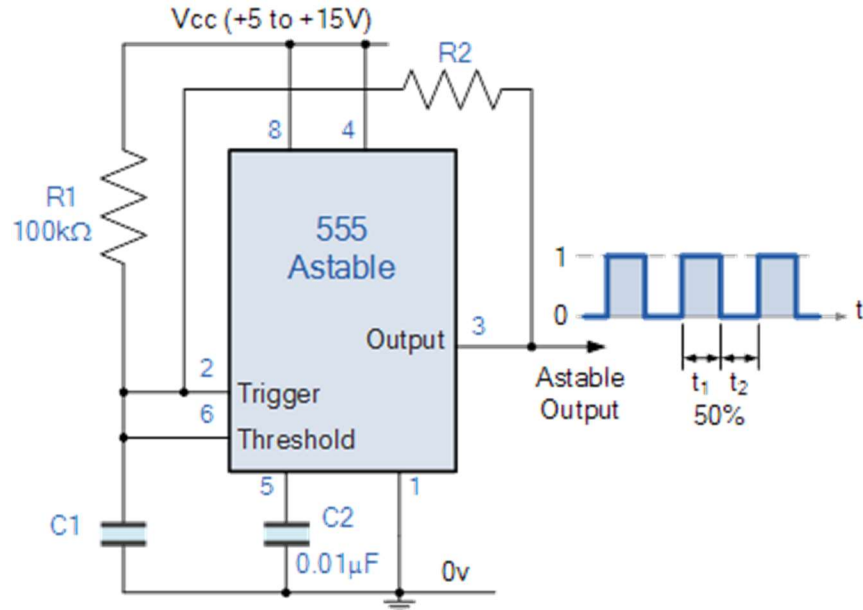 Vcc (+5 to +15V)
R2
8
4
R1
100kΩ
555
Astable
1
0
t
3
Output
2
Trigger
Astable
Output
t₁
t₂
50%
6
Threshold
5
1
C1
C2
0.01µF
0v